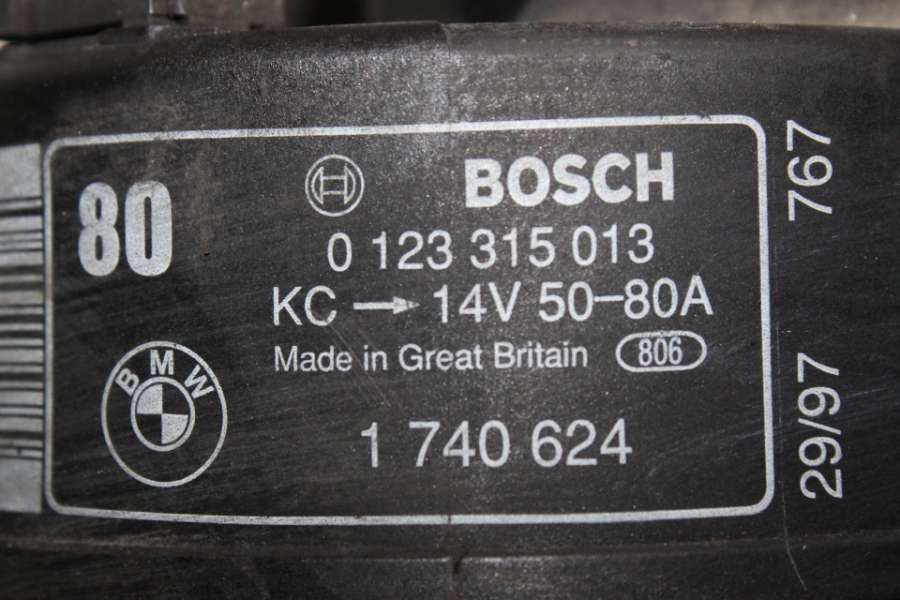 80
BOSCH
0 123 315 013
KC → 14V 50-80A
Made in Great Britain 806
BMW
1 740 624
767
29/97